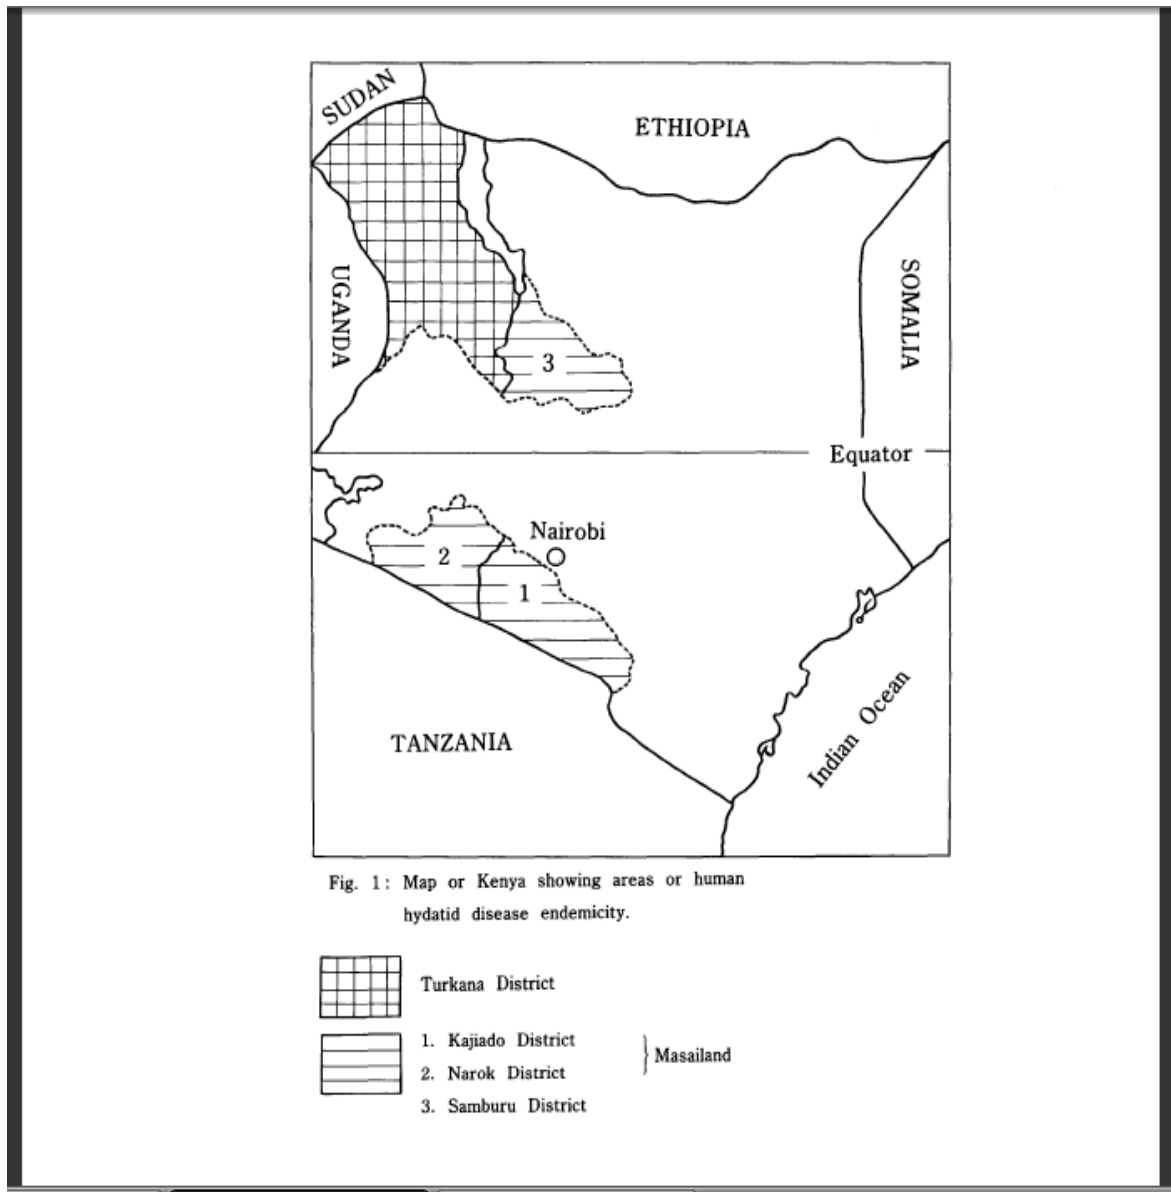 SUDAN
ETHIOPIA
UGANDA
SOMALIA
3
Equator
Nairobi
2
1
TANZANIA
Indian Ocean
Fig. 1: Map or Kenya showing areas or human
hydatid disease endemicity.
Turkana District
1. Kajiado District
2. Narok District
Masailand
3. Samburu District